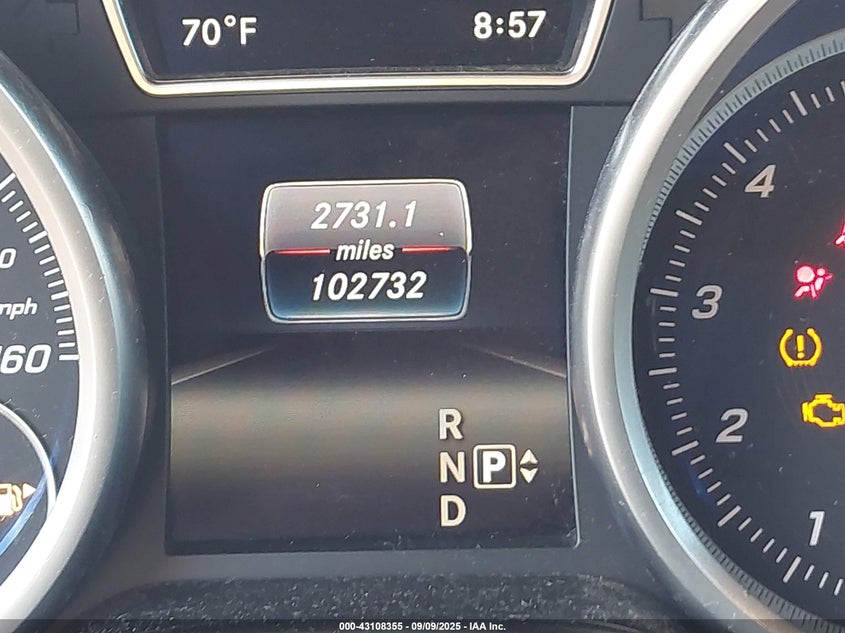 70°F 8:57
2731.1
miles
102732
4
3
mph
160
R
N P
2
D
1
000-43108355 - 09/09/2025 - IAA Inc.